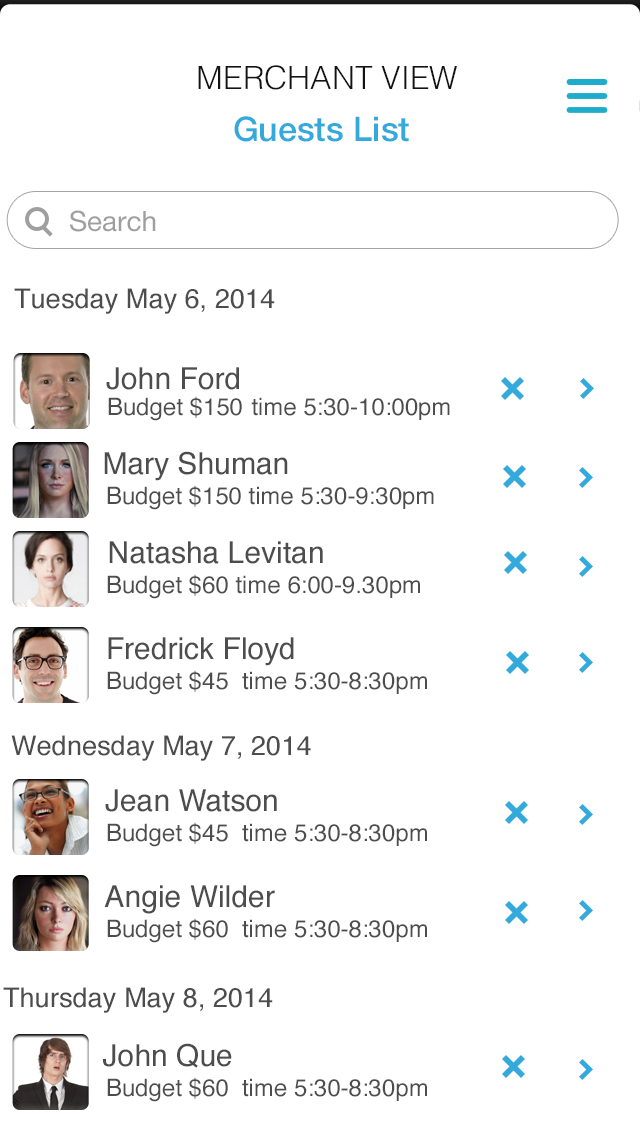 MERCHANT VIEW
Guests List
Search
Tuesday May 6, 2014
John Ford
Budget $150 time 5:30-10:00pm
Mary Shuman
Budget $150 time 5:30-9:30pm
Natasha Levitan
Budget $60 time 6:00-9.30pm
Fredrick Floyd
Budget $45 time 5:30-8:30pm
Wednesday May 7, 2014
Jean Watson
Budget $45 time 5:30-8:30pm
Angie Wilder
Budget $60 time 5:30-8:30pm
Thursday May 8, 2014
John Que
Budget $60 time 5:30-8:30pm